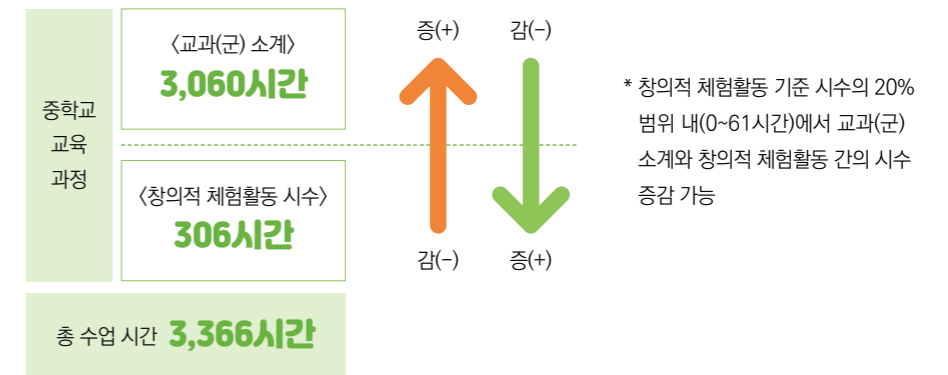 중학교
교육
과정
〈교과(군) 소계〉
3,060시간
〈창의적 체험활동 시수〉
306시간
증(+) 감(-)
감(-) 증(+)
* 창의적 체험활동 기준 시수의 20%
범위 내(0~61시간)에서 교과(군)
소계와 창의적 체험활동 간의 시수
증감 가능
총 수업 시간 3,366시간